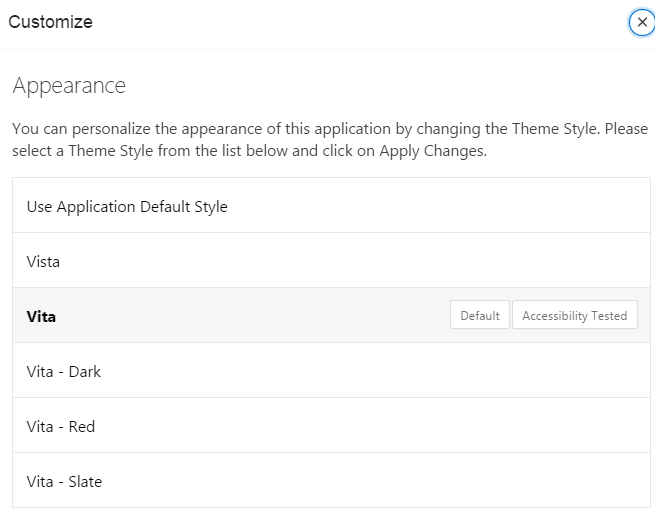 Customize
Appearance
You can personalize the appearance of this application by changing the Theme Style. Please
select a Theme Style from the list below and click on Apply Changes.
Use Application Default Style
Vista
Vita Default Accessibility Tested
Vita - Dark
Vita - Red
Vita - Slate